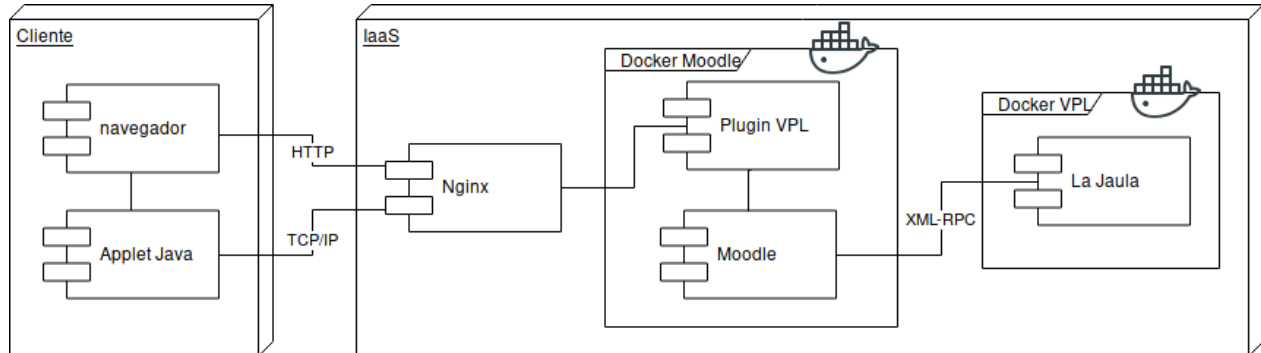 Cliente
navegador
Applet Java
HTTP
TCP/IP
IaaS
Nginx
Docker Moodle
Plugin VPL
Moodle
XML-RPC
Docker VPL
La Jaula